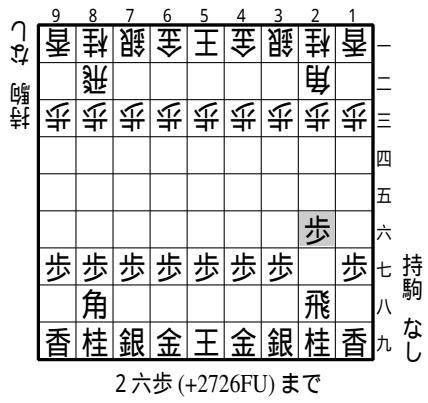 9 8 7 6 5 4 3 2 1
持駒 なし
香 桂 銀 金 王 金 銀 桂 香 一
飛 角 二
歩 歩 歩 歩 歩 歩 歩 歩 歩 三
四
五
歩 六
歩 歩 歩 歩 歩 歩 歩 歩 七
角 飛 八
香 桂 銀 金 王 金 銀 桂 香 九
持駒 なし
2六歩 (+2726FU) まで